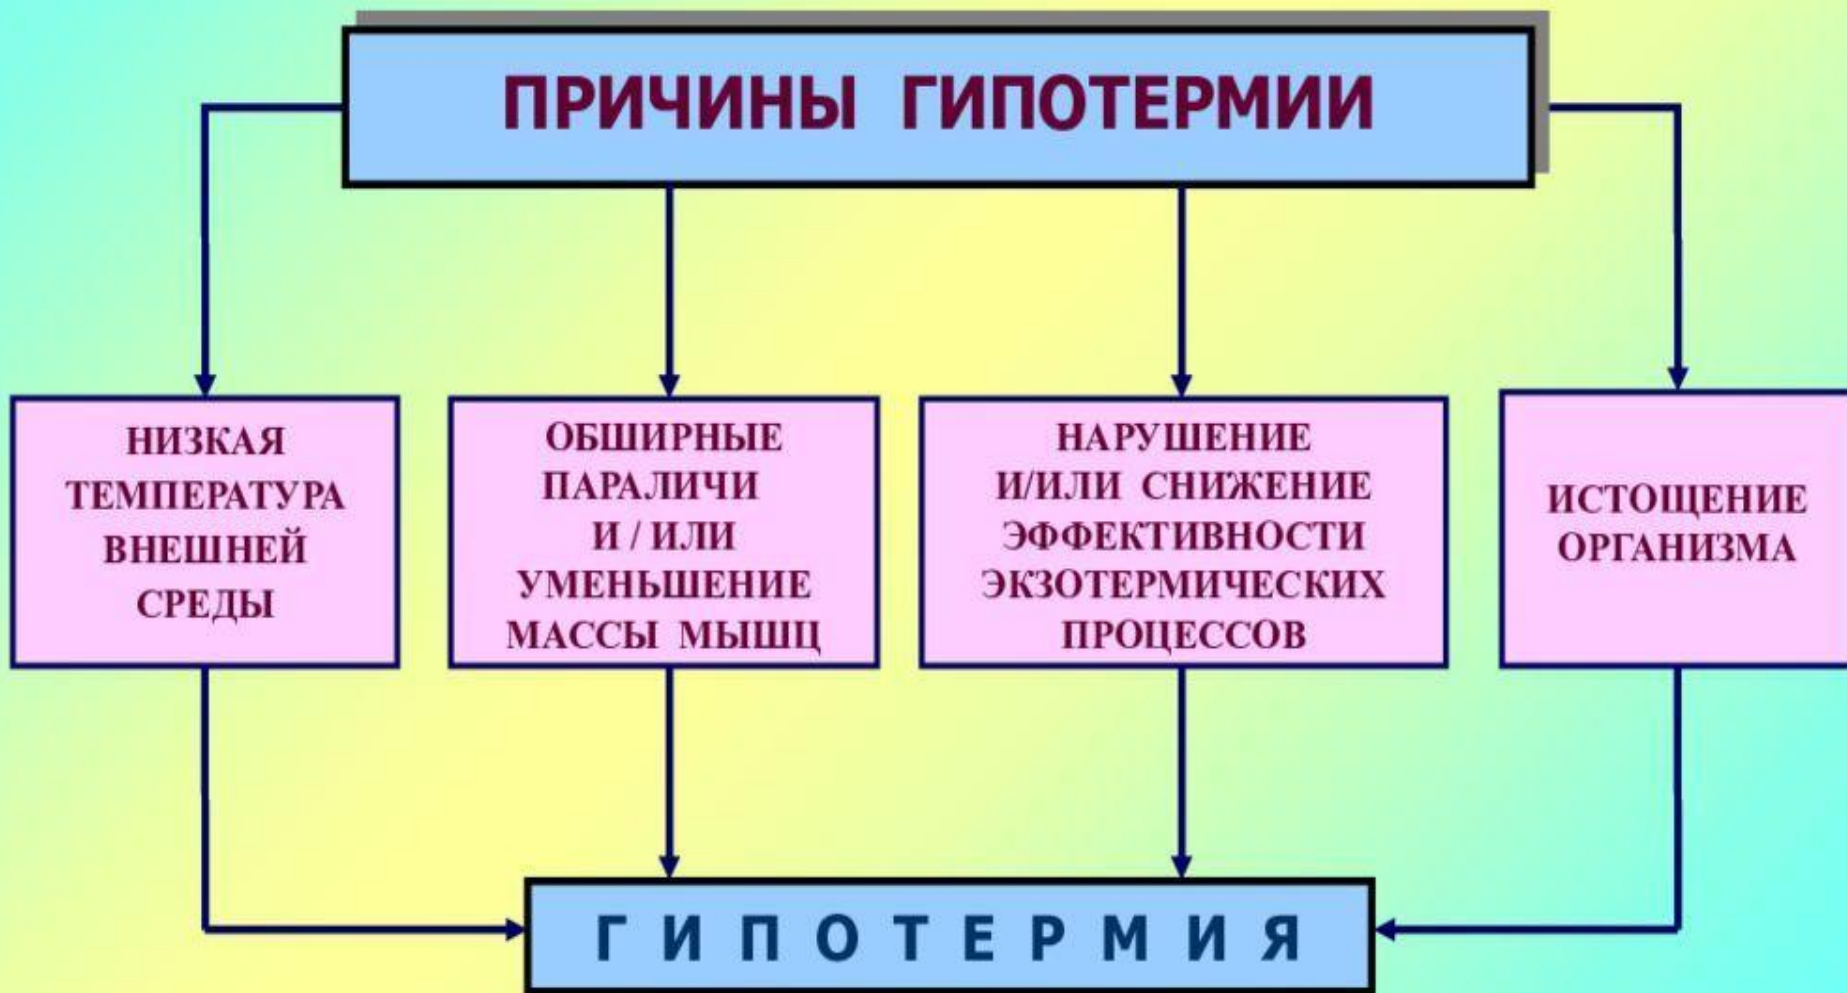 ПРИЧИНЫ ГИПОТЕРМИИ
НИЗКАЯ
ТЕМПЕРАТУРА
ВНЕШНЕЙ
СРЕДЫ
ОБШИРНЫЕ
ПАРАЛИЧИ
И / ИЛИ
УМЕНЬШЕНИЕ
МАССЫ МЫШЦ
НАРУШЕНИЕ
И/ИЛИ СНИЖЕНИЕ
ЭФФЕКТИВНОСТИ
ЭКЗОТЕРМИЧЕСКИХ
ПРОЦЕССОВ
ИСТОЩЕНИЕ
ОРГАНИЗМА
Г И П О Т Е Р М И Я